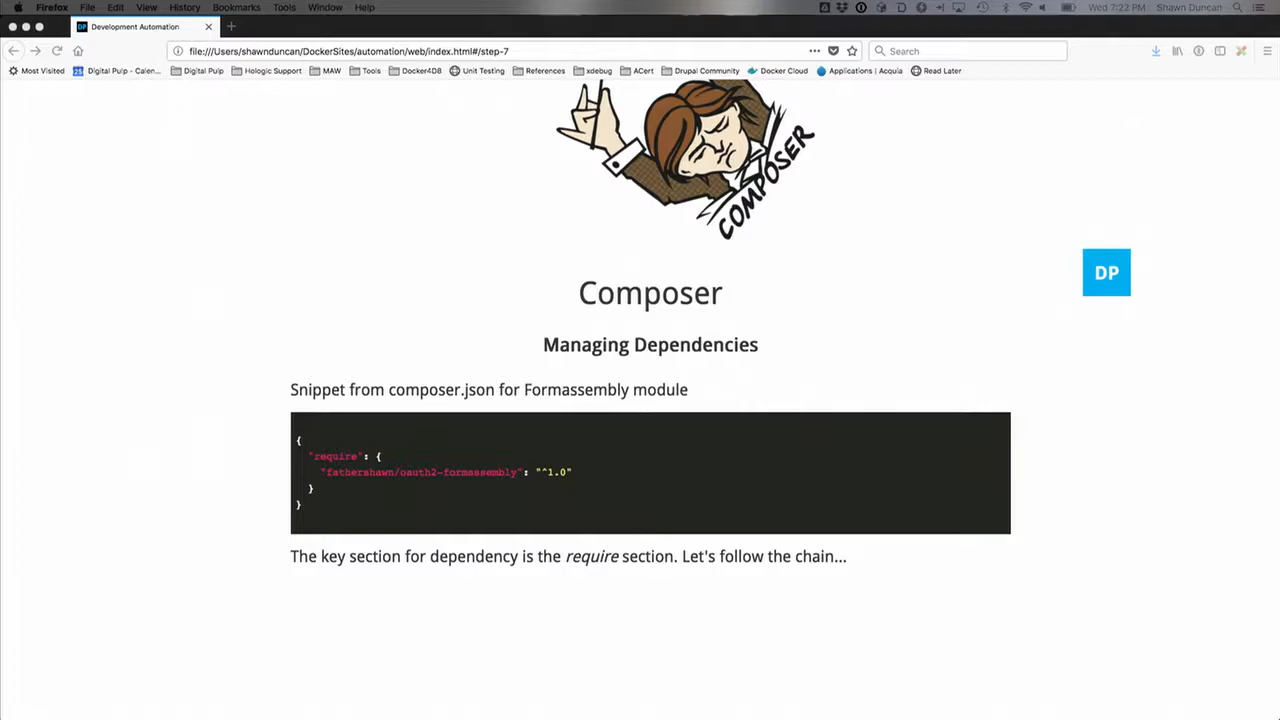 Firefox File Edit View History Bookmarks Tools Window Help Wed 7:22 PM Shawn Duncan
DP Development Automation
file:///Users/shawnduncan/DockerSites/automation/web/index.html#/step-7 Search
Most Visited 25 Digital Pulp - Calen... Digital Pulp Hologic Support MAW Tools Docker4D8 Unit Testing References xdebug ACert Drupal Community Docker Cloud Applications | Acquia Read Later
COMPOSER
DP
Composer
Managing Dependencies
Snippet from composer.json for Formassembly module
{
"require": {
"fathershawn/oauth2-formassembly": "^1.0"
}
}
The key section for dependency is the require section. Let's follow the chain...